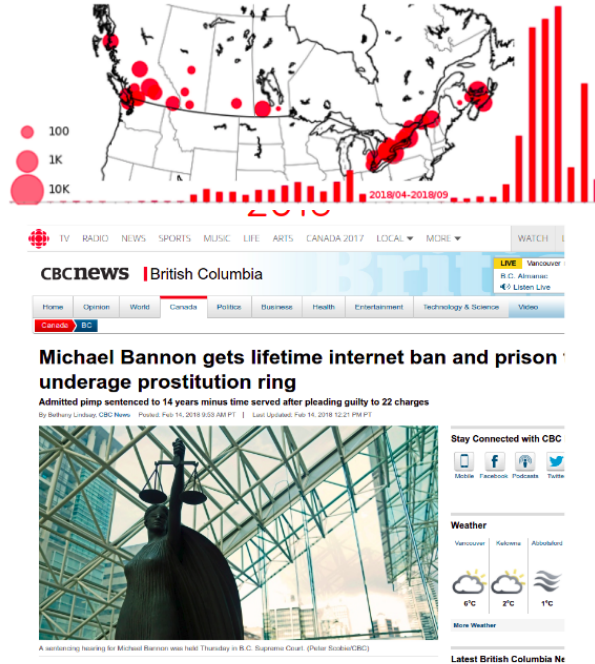 100
1K
10K
2018/04-2018/09
TV RADIO NEWS SPORTS MUSIC LIFE ARTS CANADA 2017 LOCAL MORE WATCH
CBCnews British Columbia
LIVE Vancouver
B.C. Almanac
Listen Live
Home Opinion World Canada Politics Business Health Entertainment Technology & Science Video
Canada BC
Michael Bannon gets lifetime internet ban and prison
underage prostitution ring
Admitted pimp sentenced to 14 years minus time served after pleading guilty to 22 charges
By Bethany Lindsay, CBC News Posted: Feb 14, 2018 9:53 AM PT | Last Updated: Feb 14, 2018 12:21 PM PT
Stay Connected with CBC
Mobile Facebook Podcasts Twitte
Weather
Vancouver Kelowna Abbotsford
6°C 2°C 1°C
More Weather
A sentencing hearing for Michael Bannon was held Thursday in B.C. Supreme Court. (Peter Scobie/CBC)
Latest British Columbia Ne